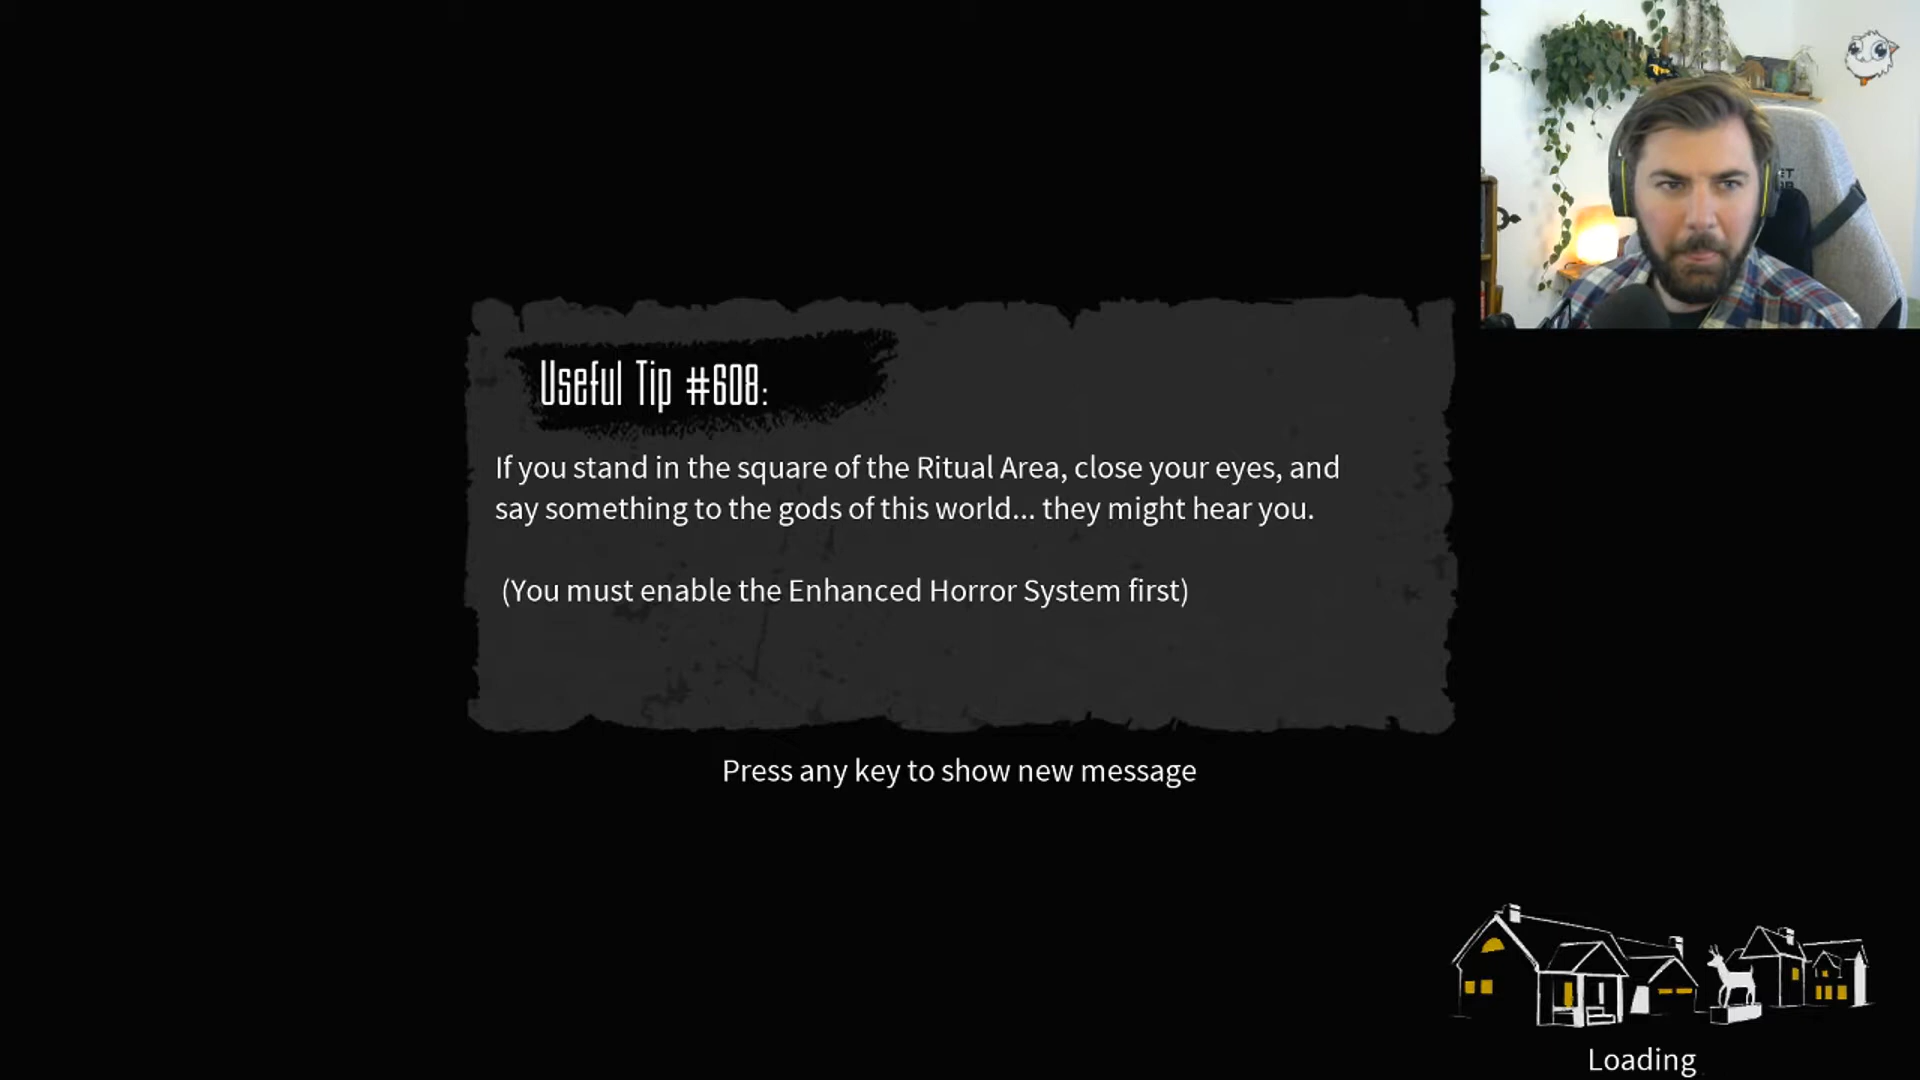 Useful Tip #608:
If you stand in the square of the Ritual Area, close your eyes, and
say something to the gods of this world... they might hear you.
(You must enable the Enhanced Horror System first)
Press any key to show new message
Loading